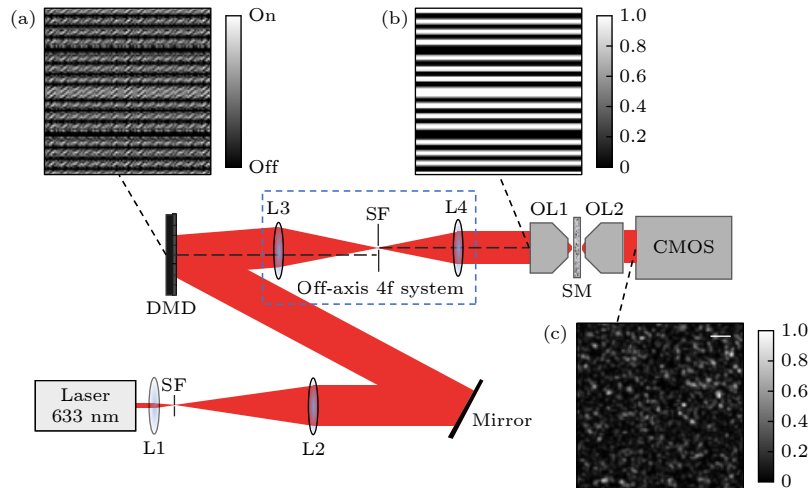 (a)
On
Off
(b)
1.0
0.8
0.6
0.4
0.2
0
L3
SF
L4
OL1
OL2
CMOS
SM
DMD
Off-axis 4f system
(c)
1.0
0.8
0.6
0.4
0.2
0
Laser
633 nm
SF
L1
L2
Mirror